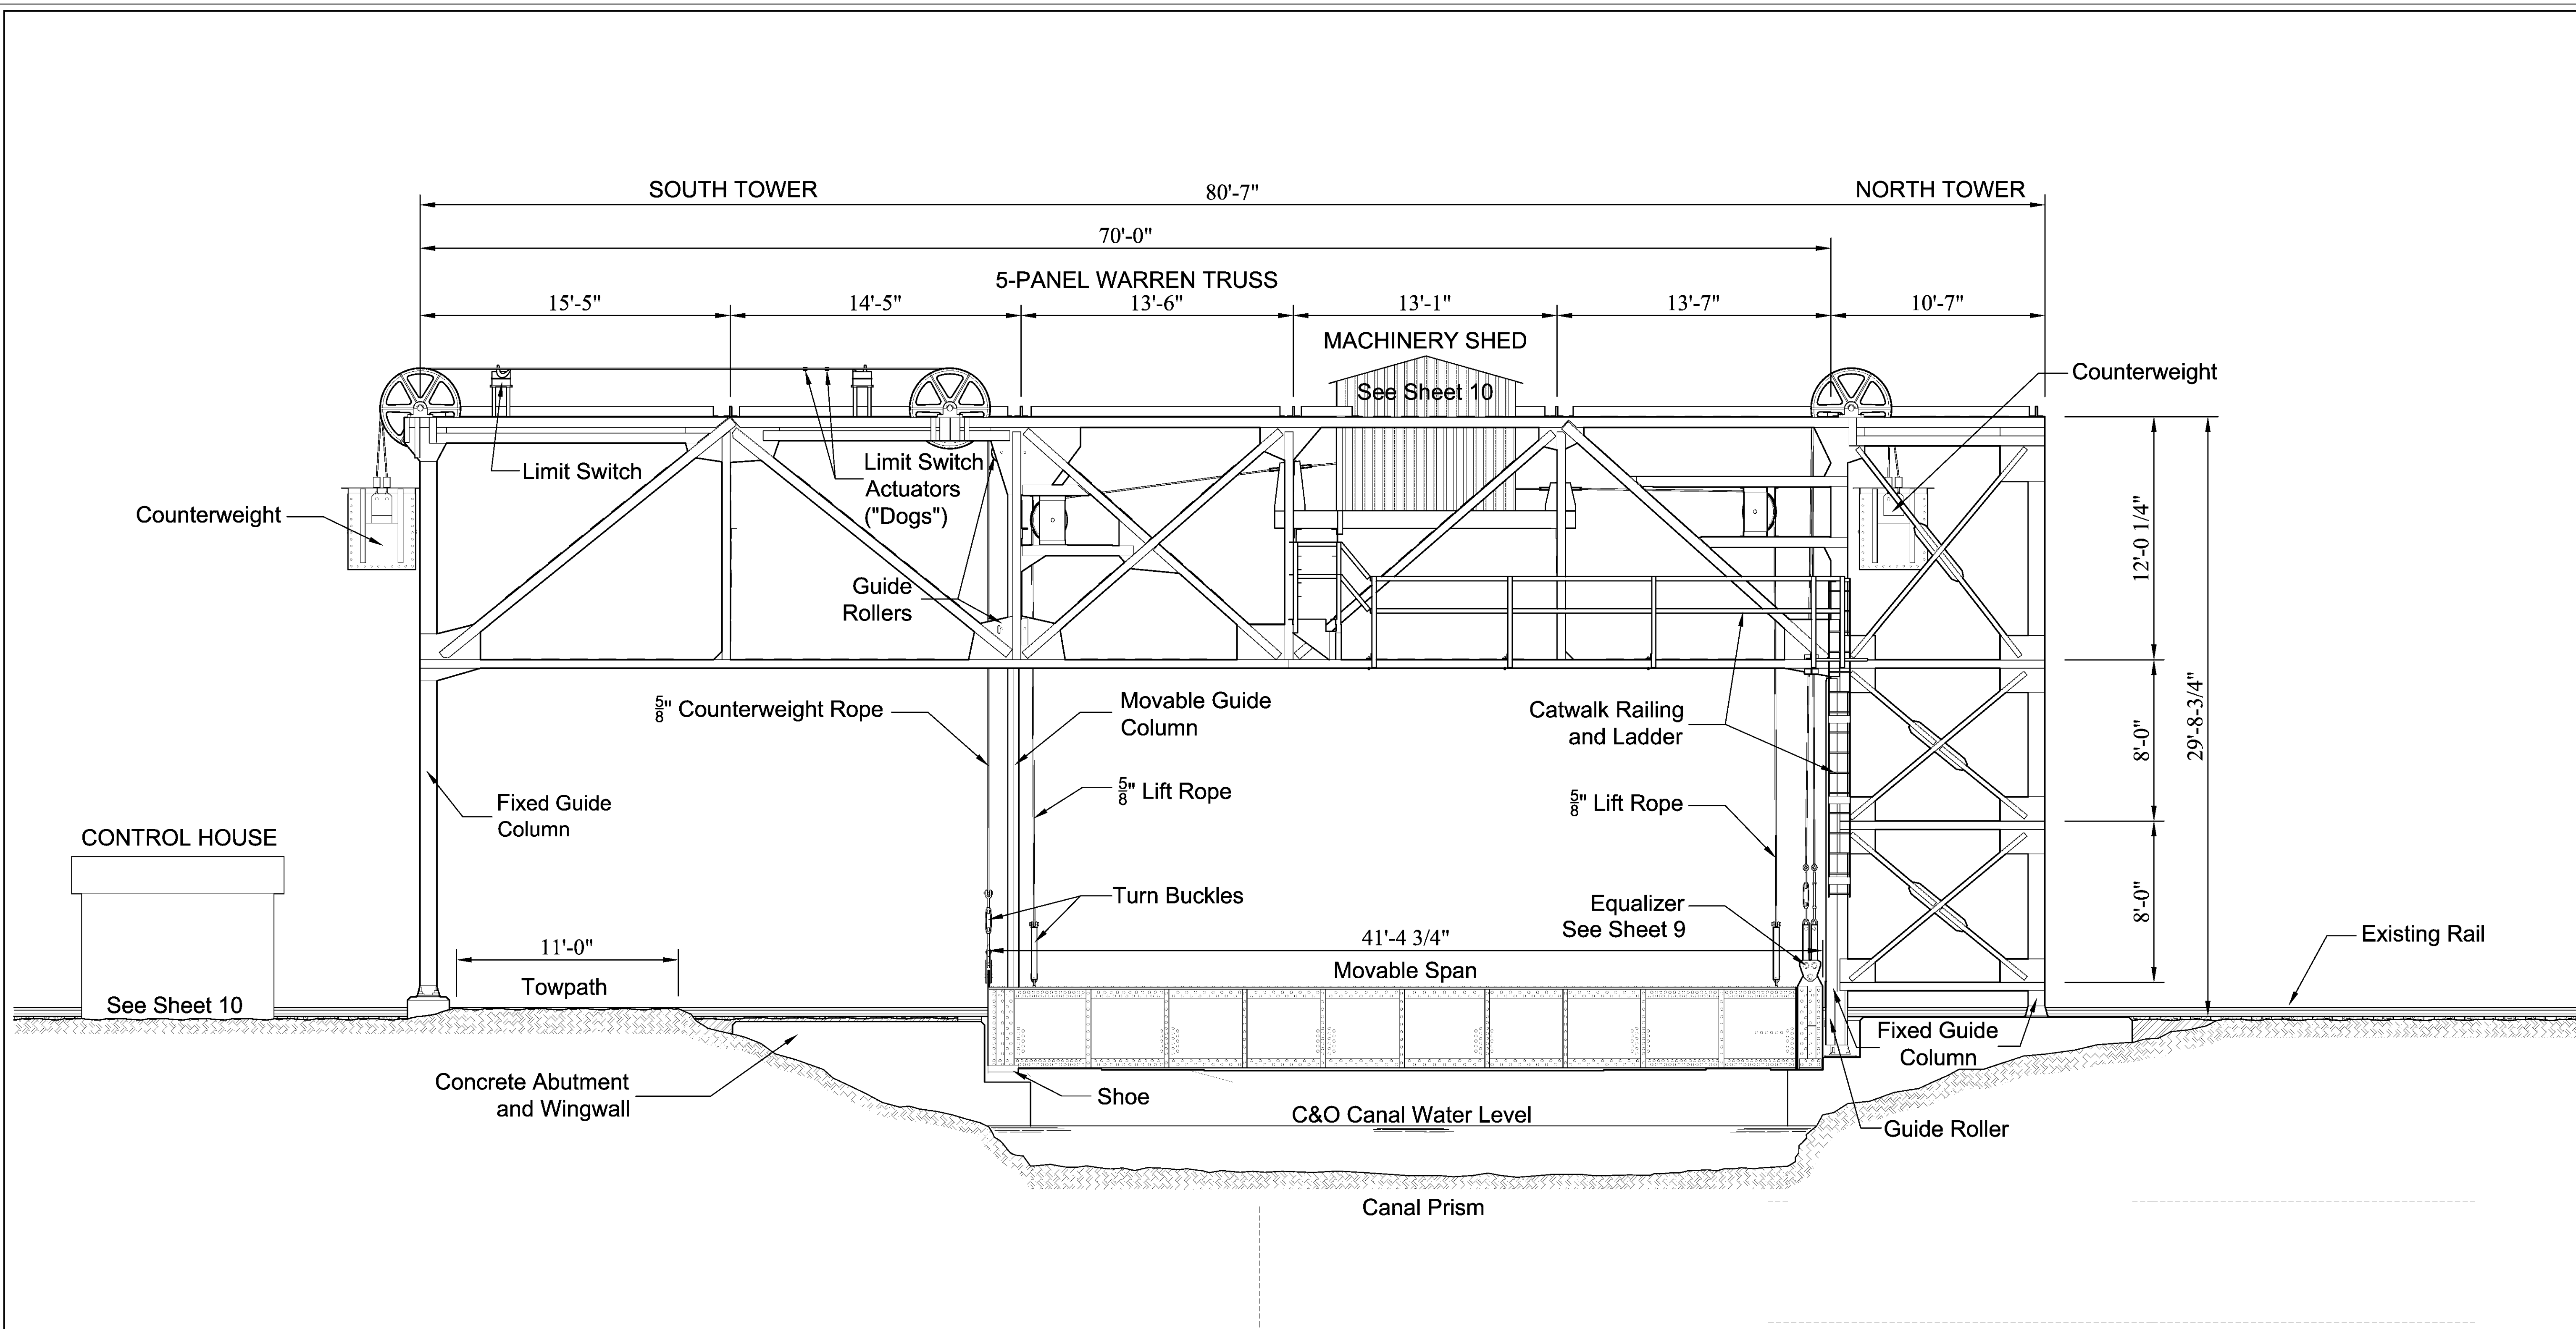 SOUTH TOWER
80'-7"
NORTH TOWER
70'-0"
5-PANEL WARREN TRUSS
15'-5"
14'-5"
13'-6"
13'-1"
13'-7"
10'-7"
MACHINERY SHED
See Sheet 10
Counterweight
Limit Switch
Limit Switch
Actuators
("Dogs")
Counterweight
12'-0 1/4"
Guide
Rollers
5/8" Counterweight Rope
Movable Guide
Column
Catwalk Railing
and Ladder
8'-0"
29'-8-3/4"
5/8" Lift Rope
5/8" Lift Rope
Fixed Guide
Column
CONTROL HOUSE
Turn Buckles
Equalizer
See Sheet 9
8'-0"
11'-0"
41'-4 3/4"
Existing Rail
Towpath
Movable Span
See Sheet 10
Fixed Guide
Column
Concrete Abutment
and Wingwall
Shoe
C&O Canal Water Level
Guide Roller
Canal Prism